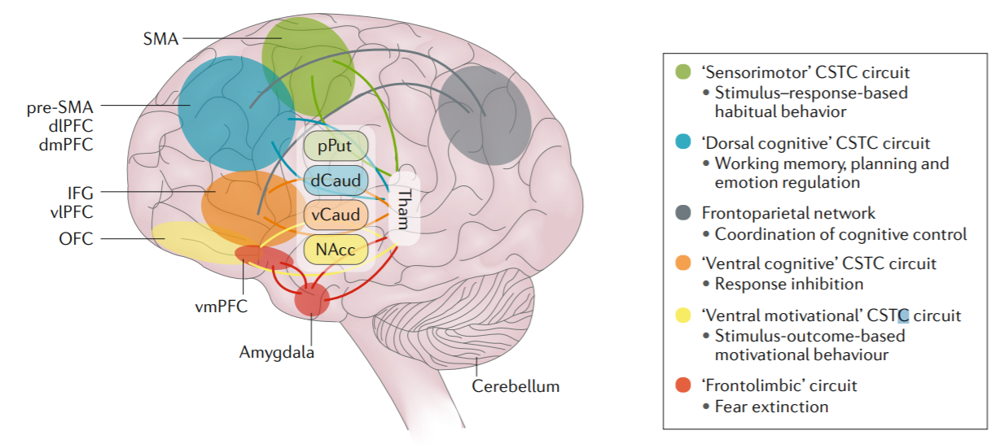 SMA
pre-SMA
dlPFC
dmPFC
IFG
vlPFC
OFC
vmPFC
Amygdala
Cerebellum
pPut
dCaud
vCaud
NAcc
Tham
‘Sensorimotor’ CSTC circuit
• Stimulus–response-based
habitual behavior
‘Dorsal cognitive’ CSTC circuit
• Working memory, planning and
emotion regulation
Frontoparietal network
• Coordination of cognitive control
‘Ventral cognitive’ CSTC circuit
• Response inhibition
‘Ventral motivational’ CSTC circuit
• Stimulus-outcome-based
motivational behaviour
‘Frontolimbic’ circuit
• Fear extinction